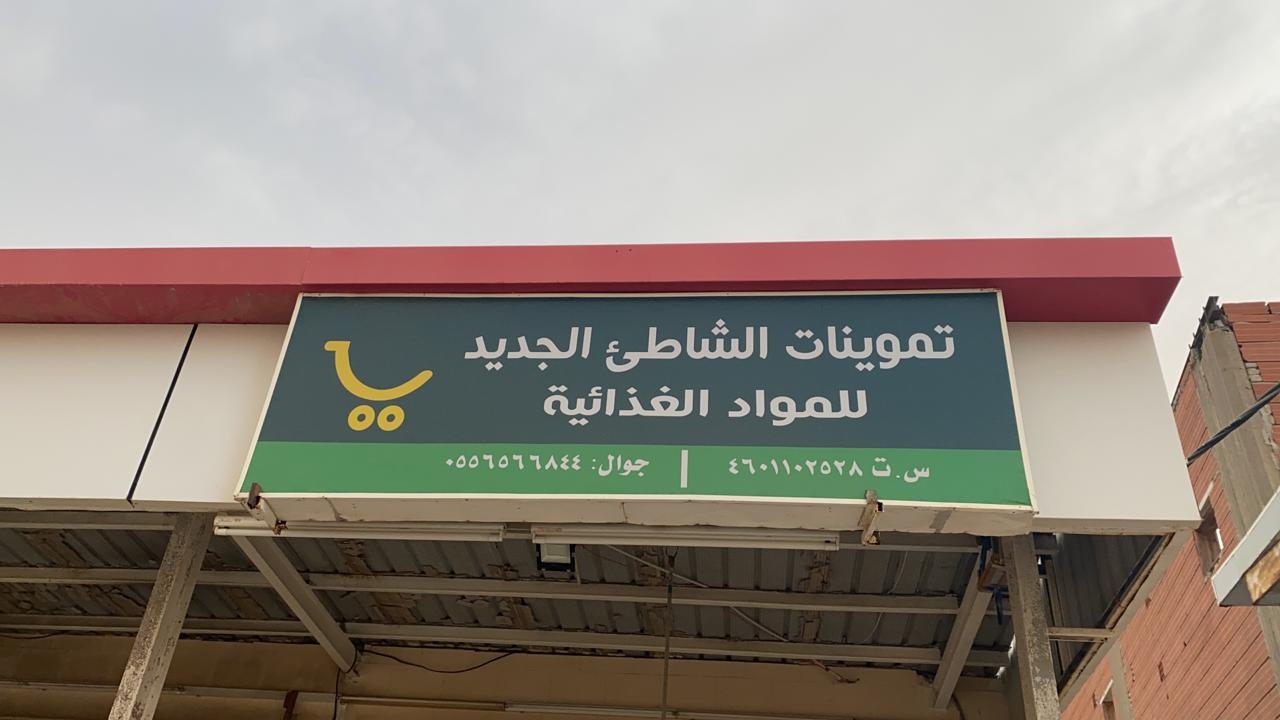 تموينات الشاطئ الجديد
للمواد الغذائية
س.ت ٤٦٠١١٠٢٥٢٨ | جوال: ٠٥٥٦٥٦٦٨٤٤